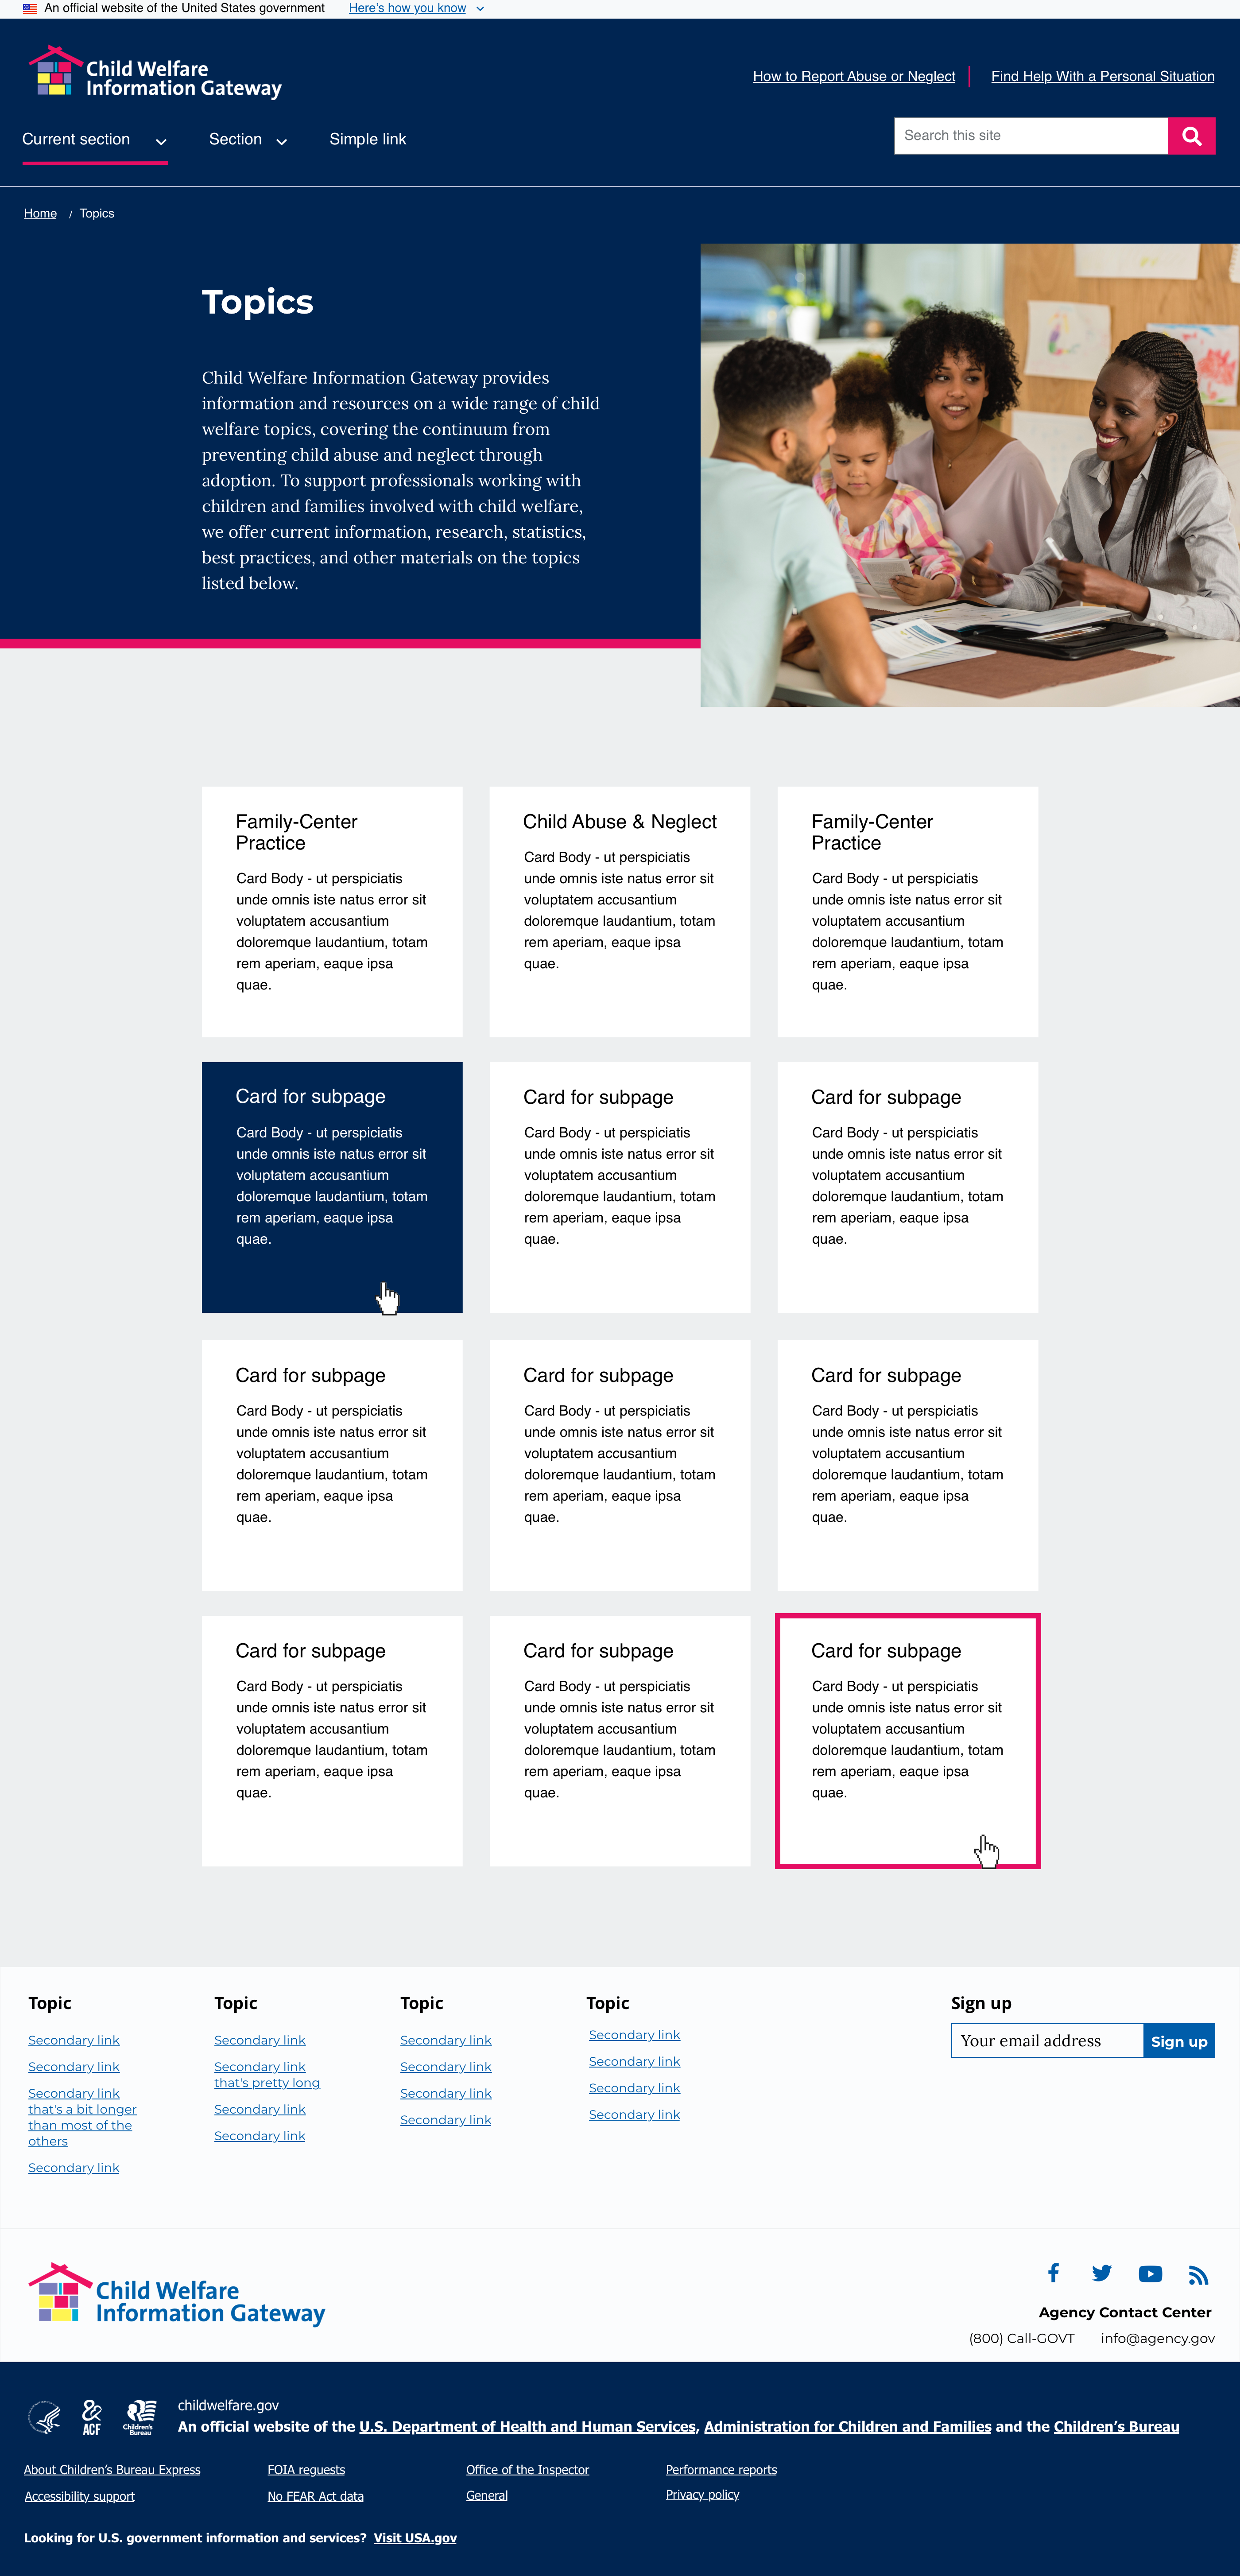 An official website of the United States government Here's how you know
Child Welfare
Information Gateway
How to Report Abuse or Neglect
Find Help With a Personal Situation
Current section
Section
Simple link
Search this site
Home / Topics
Topics
Child Welfare Information Gateway provides
information and resources on a wide range of child
welfare topics, covering the continuum from
preventing child abuse and neglect through
adoption. To support professionals working with
children and families involved with child welfare,
we offer current information, research, statistics,
best practices, and other materials on the topics
listed below.
Family-Center
Practice
Card Body - ut perspiciatis
unde omnis iste natus error sit
voluptatem accusantium
doloremque laudantium, totam
rem aperiam, eaque ipsa
quae.
Child Abuse & Neglect
Card Body - ut perspiciatis
unde omnis iste natus error sit
voluptatem accusantium
doloremque laudantium, totam
rem aperiam, eaque ipsa
quae.
Family-Center
Practice
Card Body - ut perspiciatis
unde omnis iste natus error sit
voluptatem accusantium
doloremque laudantium, totam
rem aperiam, eaque ipsa
quae.
Card for subpage
Card Body - ut perspiciatis
unde omnis iste natus error sit
voluptatem accusantium
doloremque laudantium, totam
rem aperiam, eaque ipsa
quae.
Card for subpage
Card Body - ut perspiciatis
unde omnis iste natus error sit
voluptatem accusantium
doloremque laudantium, totam
rem aperiam, eaque ipsa
quae.
Card for subpage
Card Body - ut perspiciatis
unde omnis iste natus error sit
voluptatem accusantium
doloremque laudantium, totam
rem aperiam, eaque ipsa
quae.
Card for subpage
Card Body - ut perspiciatis
unde omnis iste natus error sit
voluptatem accusantium
doloremque laudantium, totam
rem aperiam, eaque ipsa
quae.
Card for subpage
Card Body - ut perspiciatis
unde omnis iste natus error sit
voluptatem accusantium
doloremque laudantium, totam
rem aperiam, eaque ipsa
quae.
Card for subpage
Card Body - ut perspiciatis
unde omnis iste natus error sit
voluptatem accusantium
doloremque laudantium, totam
rem aperiam, eaque ipsa
quae.
Card for subpage
Card Body - ut perspiciatis
unde omnis iste natus error sit
voluptatem accusantium
doloremque laudantium, totam
rem aperiam, eaque ipsa
quae.
Card for subpage
Card Body - ut perspiciatis
unde omnis iste natus error sit
voluptatem accusantium
doloremque laudantium, totam
rem aperiam, eaque ipsa
quae.
Card for subpage
Card Body - ut perspiciatis
unde omnis iste natus error sit
voluptatem accusantium
doloremque laudantium, totam
rem aperiam, eaque ipsa
quae.
Topic
Secondary link
Secondary link
Secondary link
that's a bit longer
than most of the
others
Secondary link
Topic
Secondary link
Secondary link
that's pretty long
Secondary link
Secondary link
Topic
Secondary link
Secondary link
Secondary link
Secondary link
Topic
Secondary link
Secondary link
Secondary link
Secondary link
Sign up
Your email address
Sign up
Child Welfare
Information Gateway
Agency Contact Center
(800) Call-GOVT info@agency.gov
ACF
Children's
Bureau
childwelfare.gov
An official website of the U.S. Department of Health and Human Services, Administration for Children and Families and the Children's Bureau
About Children's Bureau Express
FOIA requests
Office of the Inspector
Performance reports
Accessibility support
No FEAR Act data
General
Privacy policy
Looking for U.S. government information and services? Visit USA.gov